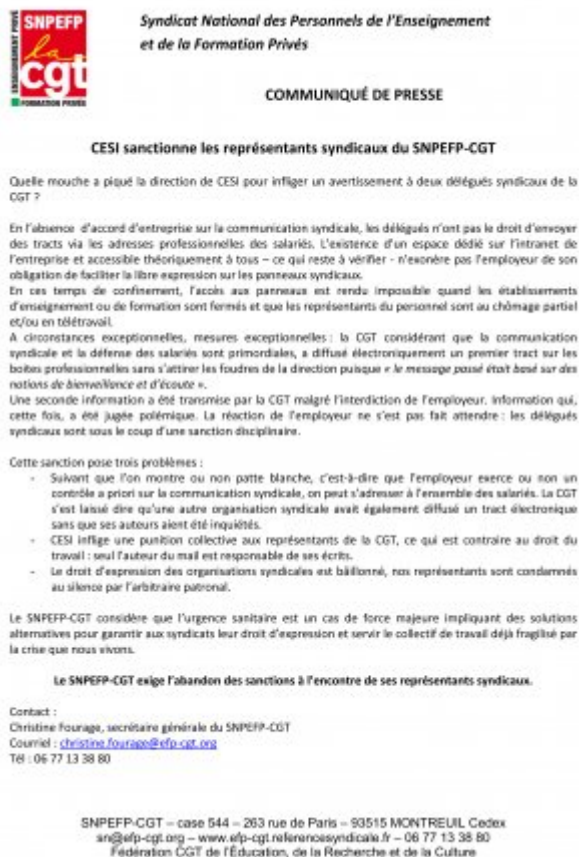 ENSEIGNEMENT PRIVÉ
SNPEFP
la
cgt
FORMATION PRIVÉE
Syndicat National des Personnels de l'Enseignement
et de la Formation Privés
COMMUNIQUÉ DE PRESSE
CESI sanctionne les représentants syndicaux du SNPEFP-CGT
Quelle mouche a piqué la direction de CESI pour infliger un avertissement à deux délégués syndicaux de la
CGT ?
En l'absence d'accord d'entreprise sur la communication syndicale, les délégués n'ont pas le droit d'envoyer
des tracts via les adresses professionnelles des salariés. L'existence d'un espace dédié sur l'intranet de
l'entreprise et accessible théoriquement à tous – ce qui reste à vérifier - n'exonère pas l'employeur de son
obligation de faciliter la libre expression sur les panneaux syndicaux.
En ces temps de confinement, l'accès aux panneaux est rendu impossible quand les établissements
d'enseignement ou de formation sont fermés et que les représentants du personnel sont au chômage partiel
et/ou en télétravail.
A circonstances exceptionnelles, mesures exceptionnelles : la CGT considérant que la communication
syndicale et la défense des salariés sont primordiales, a diffusé électroniquement un premier tract sur les
boites professionnelles sans s'attirer les foudres de la direction puisque « le message passé était basé sur des
notions de bienveillance et d'écoute ».
Une seconde information a été transmise par la CGT malgré l'interdiction de l'employeur. Information qui,
cette fois, a été jugée polémique. La réaction de l'employeur ne s'est pas fait attendre : les délégués
syndicaux sont sous le coup d'une sanction disciplinaire.
Cette sanction pose trois problèmes :
- Suivant que l'on montre ou non patte blanche, c'est-à-dire que l'employeur exerce ou non un
contrôle a priori sur la communication syndicale, on peut s'adresser à l'ensemble des salariés. La CGT
s'est laissé dire qu'une autre organisation syndicale avait également diffusé un tract électronique
sans que ses auteurs aient été inquiétés.
- CESI inflige une punition collective aux représentants de la CGT, ce qui est contraire au droit du
travail : seul l'auteur du mail est responsable de ses écrits.
- Le droit d'expression des organisations syndicales est bâillonné, nos représentants sont condamnés
au silence par l'arbitraire patronal.
Le SNPEFP-CGT considère que l'urgence sanitaire est un cas de force majeure impliquant des solutions
alternatives pour garantir aux syndicats leur droit d'expression et servir le collectif de travail déjà fragilisé par
la crise que nous vivons.
Le SNPEFP-CGT exige l'abandon des sanctions à l'encontre de ses représentants syndicaux.
Contact :
Christine Fourage, secrétaire générale du SNPEFP-CGT
Courriel : christine.fourage@efp-cgt.org
Tél : 06 77 13 38 80
SNPEFP-CGT – case 544 – 263 rue de Paris – 93515 MONTREUIL Cedex
sn@efp-cgt.org – www.efp-cgt.referencesyndicale.fr – 06 77 13 38 80
Fédération CGT de l'Éducation, de la Recherche et de la Culture